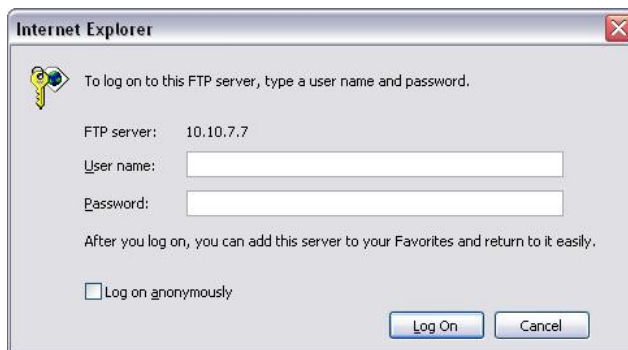 Internet Explorer
To log on to this FTP server, type a user name and password.
FTP server: 10.10.7.7
User name:
Password:
After you log on, you can add this server to your Favorites and return to it easily.
Log on anonymously
Log On Cancel